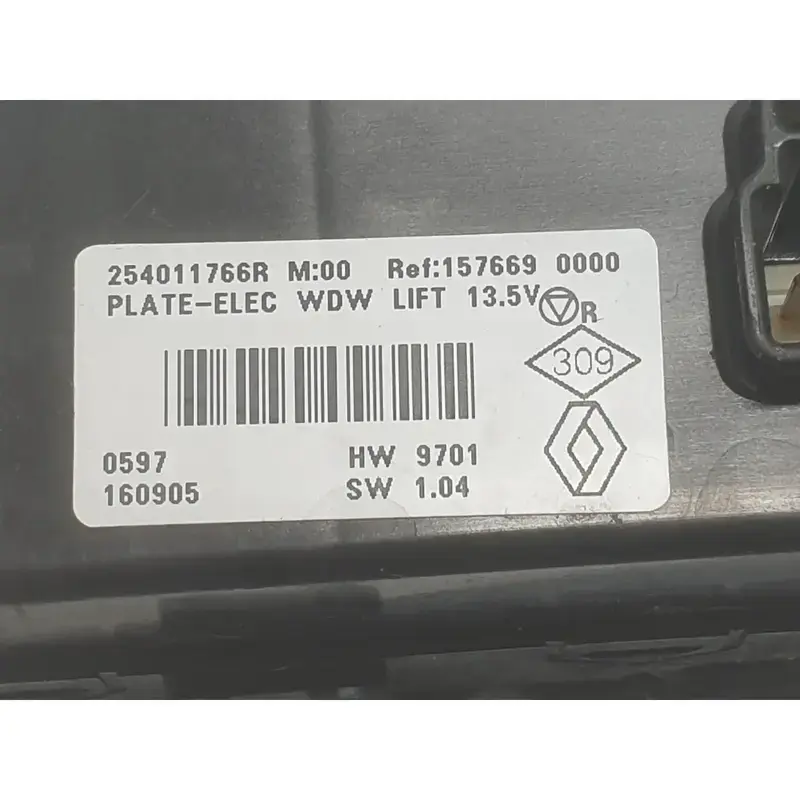 254011766R M:00 Ref:157669 0000
PLATE-ELEC WDW LIFT 13.5V R
309
0597 HW 9701
160905 SW 1.04